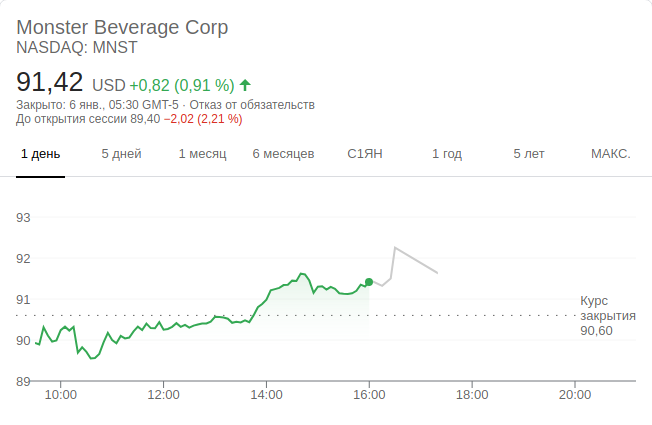 Monster Beverage Corp
NASDAQ: MNST
91,42 USD +0,82 (0,91 %)
Закрыто: 6 янв., 05:30 GMT-5 · Отказ от обязательств
До открытия сессии 89,40 −2,02 (2,21 %)
1 день 5 дней 1 месяц 6 месяцев С1ЯН 1 год 5 лет МАКС.
93
92
91
Курс
закрытия
90,60
90
89
10:00 12:00 14:00 16:00 18:00 20:00